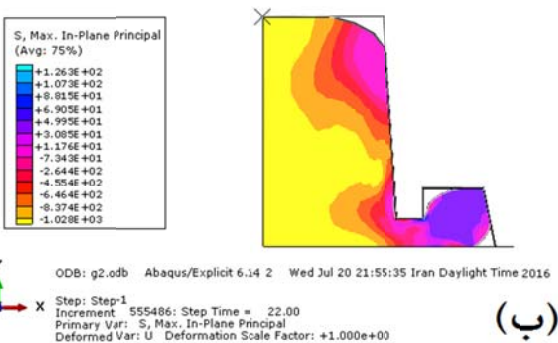 S, Max. In-Plane Principal
(Avg: 75%)
+1.263E+02
+1.073E+02
+8.815E+01
+6.905E+01
+4.995E+01
+3.085E+01
+1.176E+01
-7.343E+01
-2.644E+02
-4.554E+02
-6.464E+02
-8.374E+02
-1.028E+03
ODB: g2.odb Abaqus/Explicit 6.14 2 Wed Jul 20 21:55:35 Iran Daylight Time 2016
X
Step: Step-1
Increment 555486: Step Time = 22.00
Primary Var: S, Max. In-Plane Principal
Deformed Var: U Deformation Scale Factor: +1.000e+00
(ب)